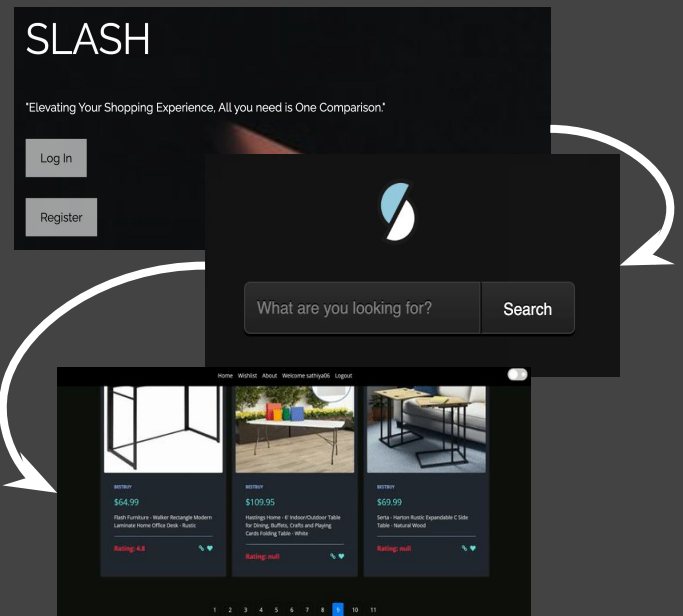 SLASH
"Elevating Your Shopping Experience, All you need is One Comparison."
Log In
Register
What are you looking for?
Search
Home Wishlist About Welcome sathiya06 Logout
BESTBUY
$64.99
Flash Furniture - Walker Rectangle Modern
Laminate Home Office Desk - Rustic
Rating: 4.8
BESTBUY
$109.95
Hastings Home - 6' Indoor/Outdoor Table
for Dining, Buffets, Crafts and Playing
Cards Folding Table - White
Rating: null
BESTBUY
$69.99
Serta - Harton Rustic Expandable C Side
Table - Natural Wood
Rating: null
1 2 3 4 5 6 7 8 9 10 11